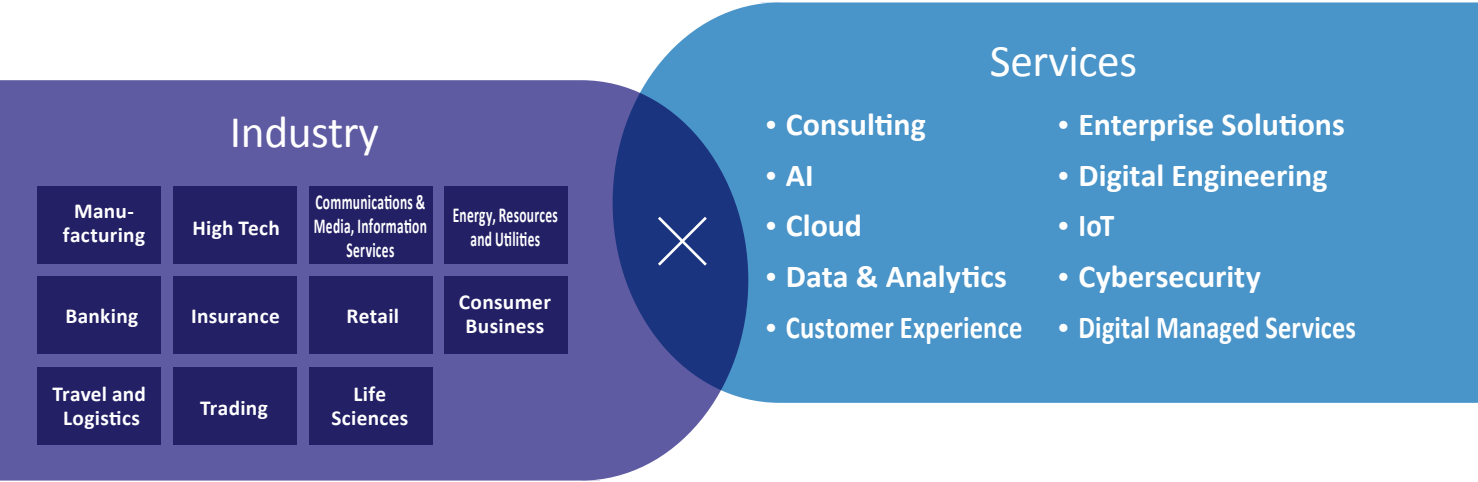 Industry
Manu-
facturing
High Tech
Communications &
Media, Information
Services
Energy, Resources
and Utilities
Banking
Insurance
Retail
Consumer
Business
Travel and
Logistics
Trading
Life
Sciences
Services
• Consulting
• AI
• Cloud
• Data & Analytics
• Customer Experience
• Enterprise Solutions
• Digital Engineering
• IoT
• Cybersecurity
• Digital Managed Services